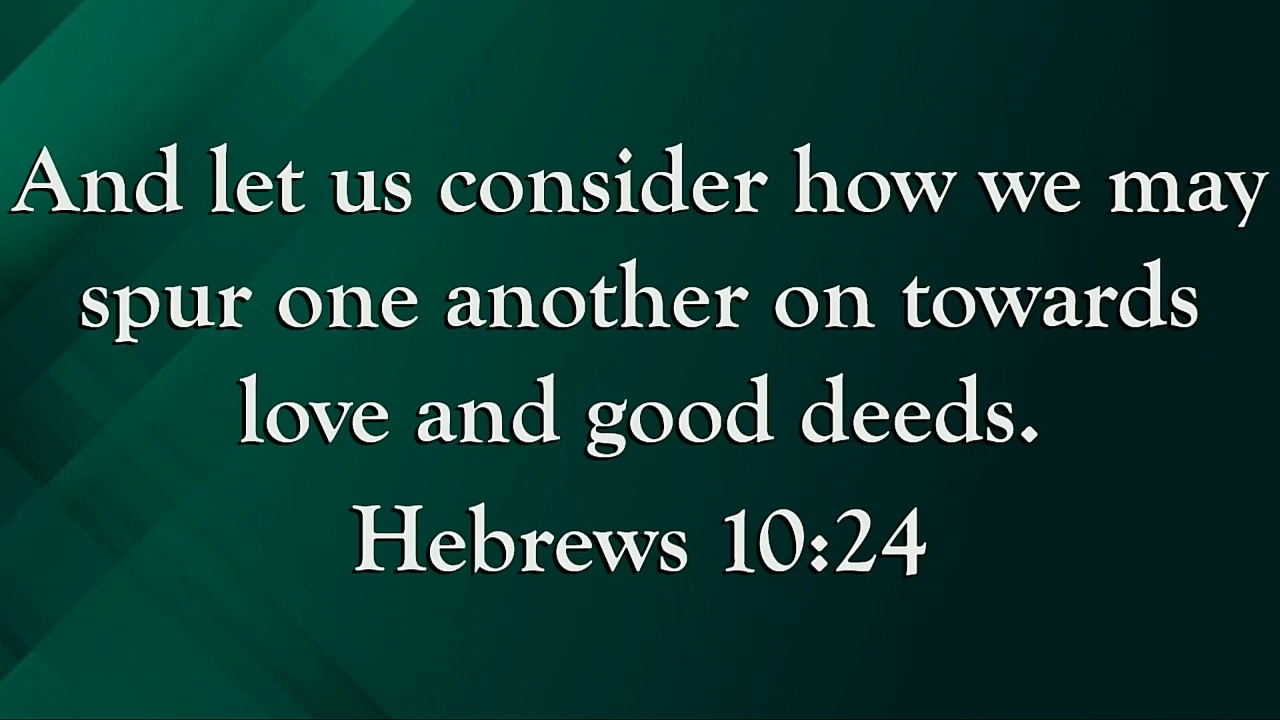 And let us consider how we may
spur one another on towards
love and good deeds.
Hebrews 10:24